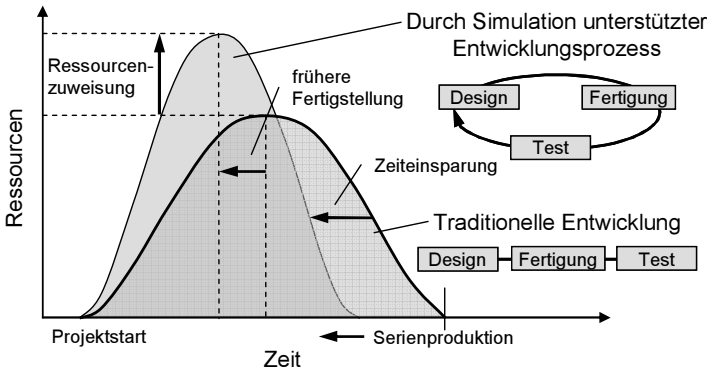 Durch Simulation unterstützter
Entwicklungsprozess
Ressourcen-
zuweisung
frühere
Fertigstellung
Design
Fertigung
Test
Zeiteinsparung
Ressourcen
Traditionelle Entwicklung
Design
Fertigung
Test
Projektstart
Serienproduktion
Zeit